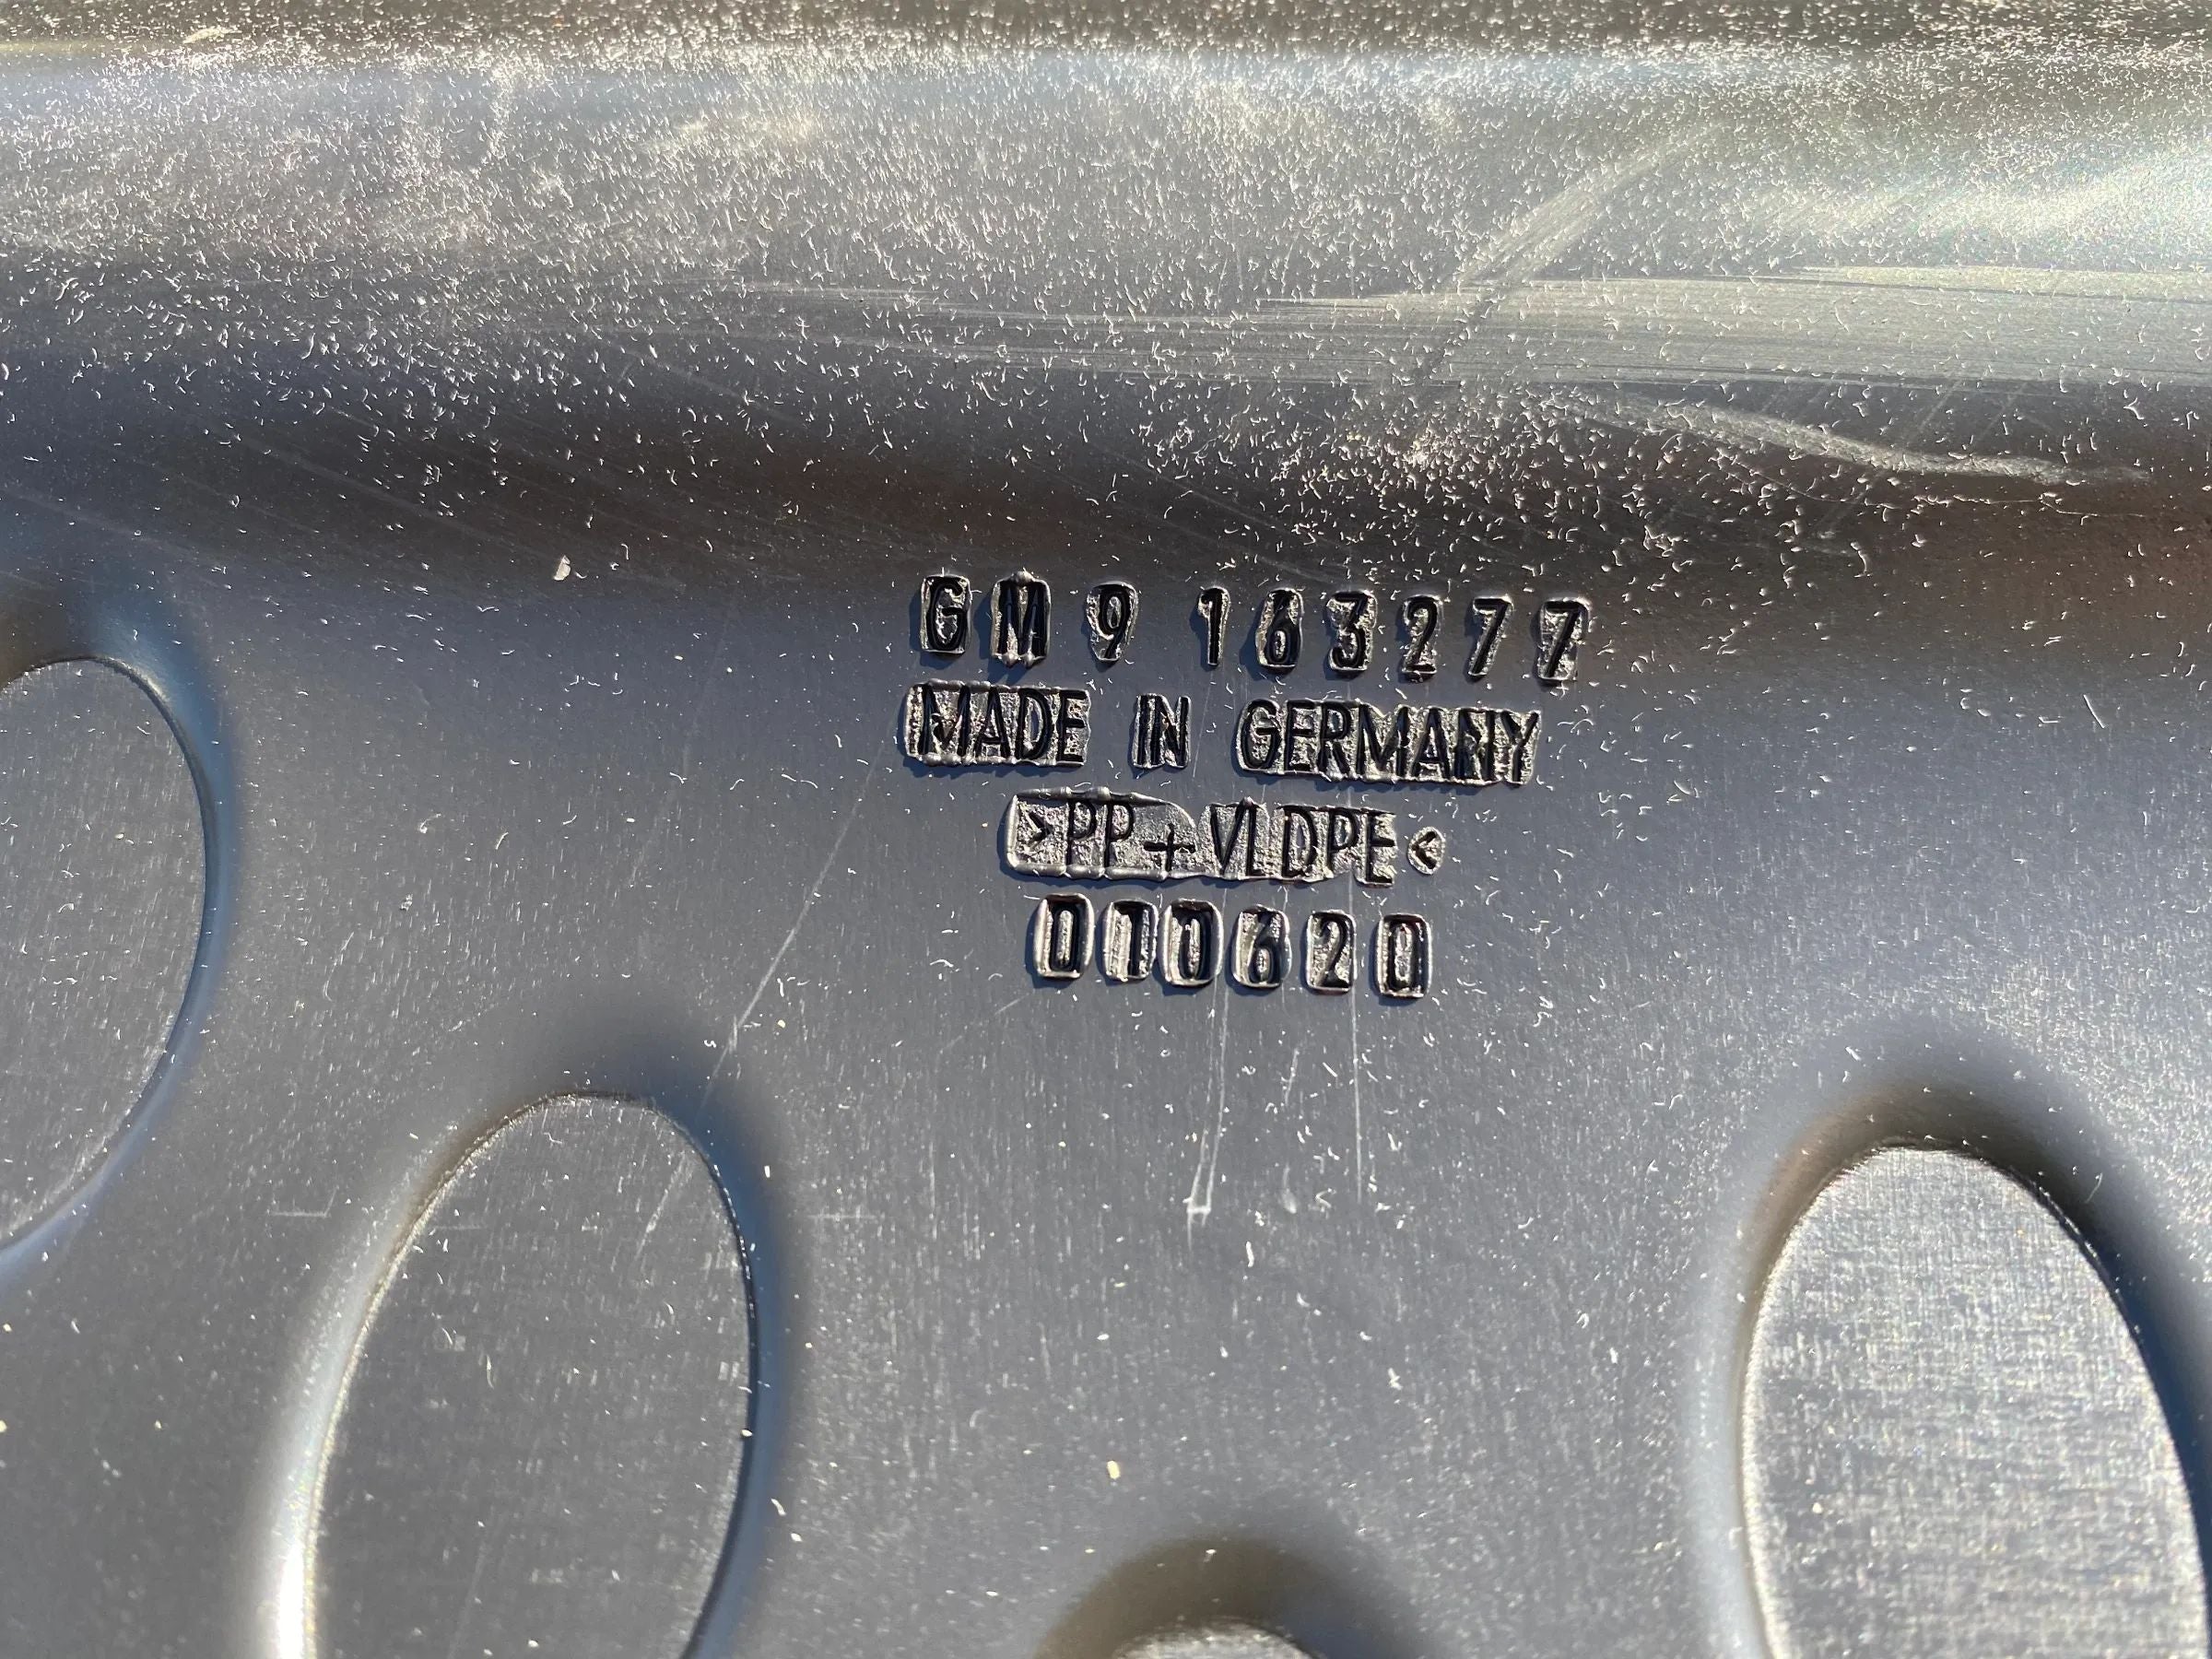 GM 9 163277
MADE IN GERMANY
>PP+VLDPE<
010620